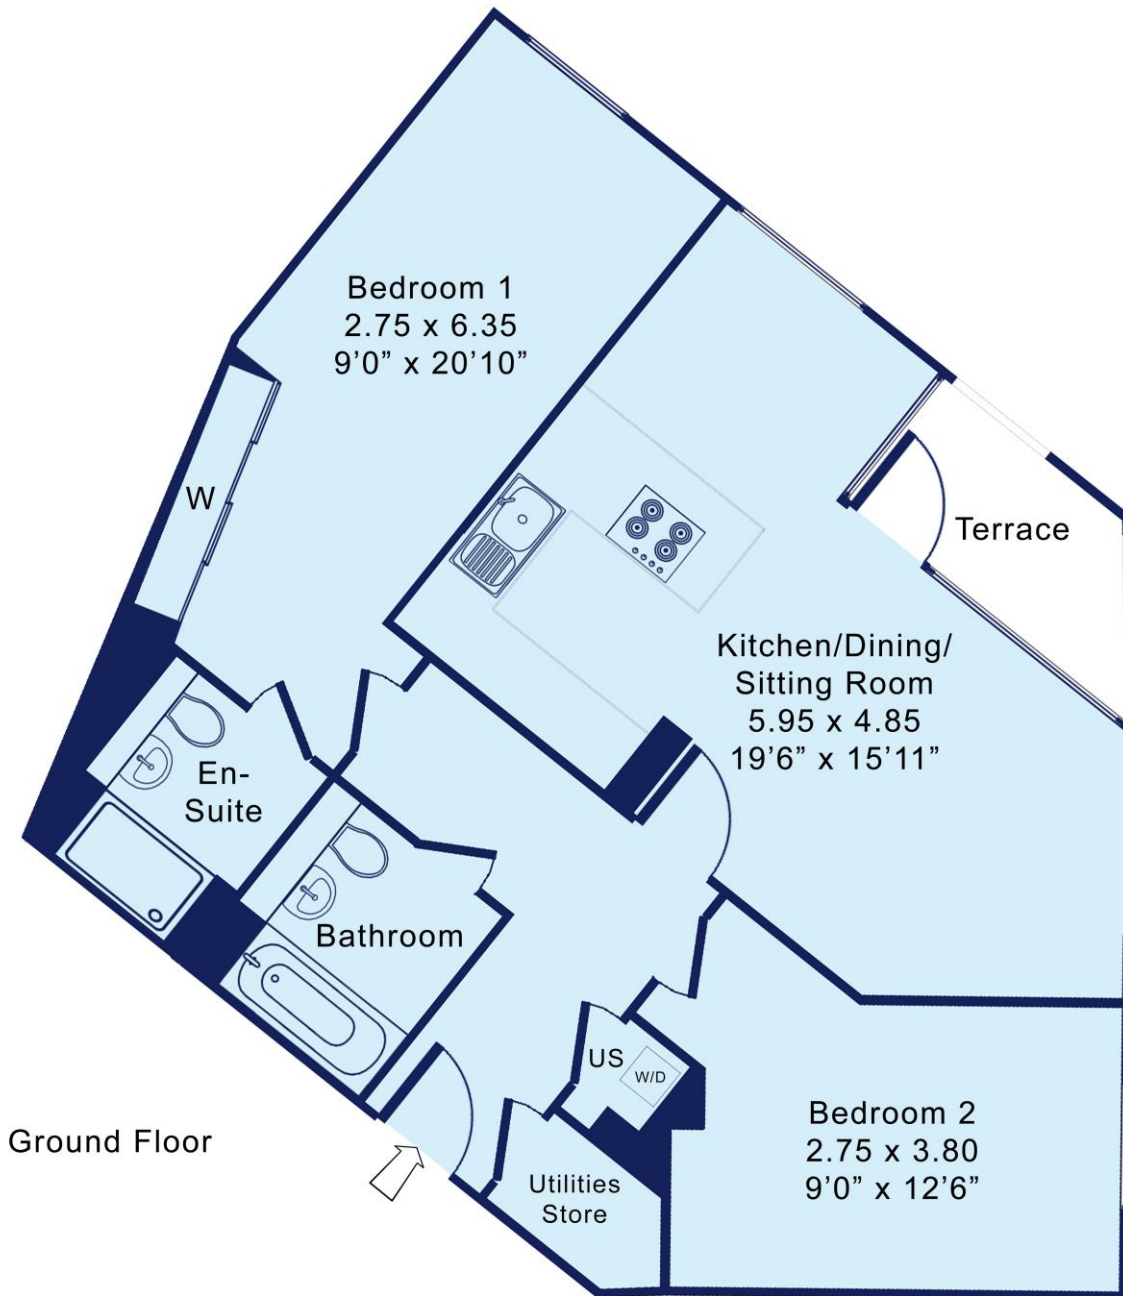 Bedroom 1
2.75 x 6.35
9’0” x 20’10”
W
Terrace
Kitchen/Dining/
Sitting Room
5.95 x 4.85
19’6” x 15’11”
En-
Suite
Bathroom
US
W/D
Bedroom 2
2.75 x 3.80
9’0” x 12’6”
Ground Floor
Utilities
Store